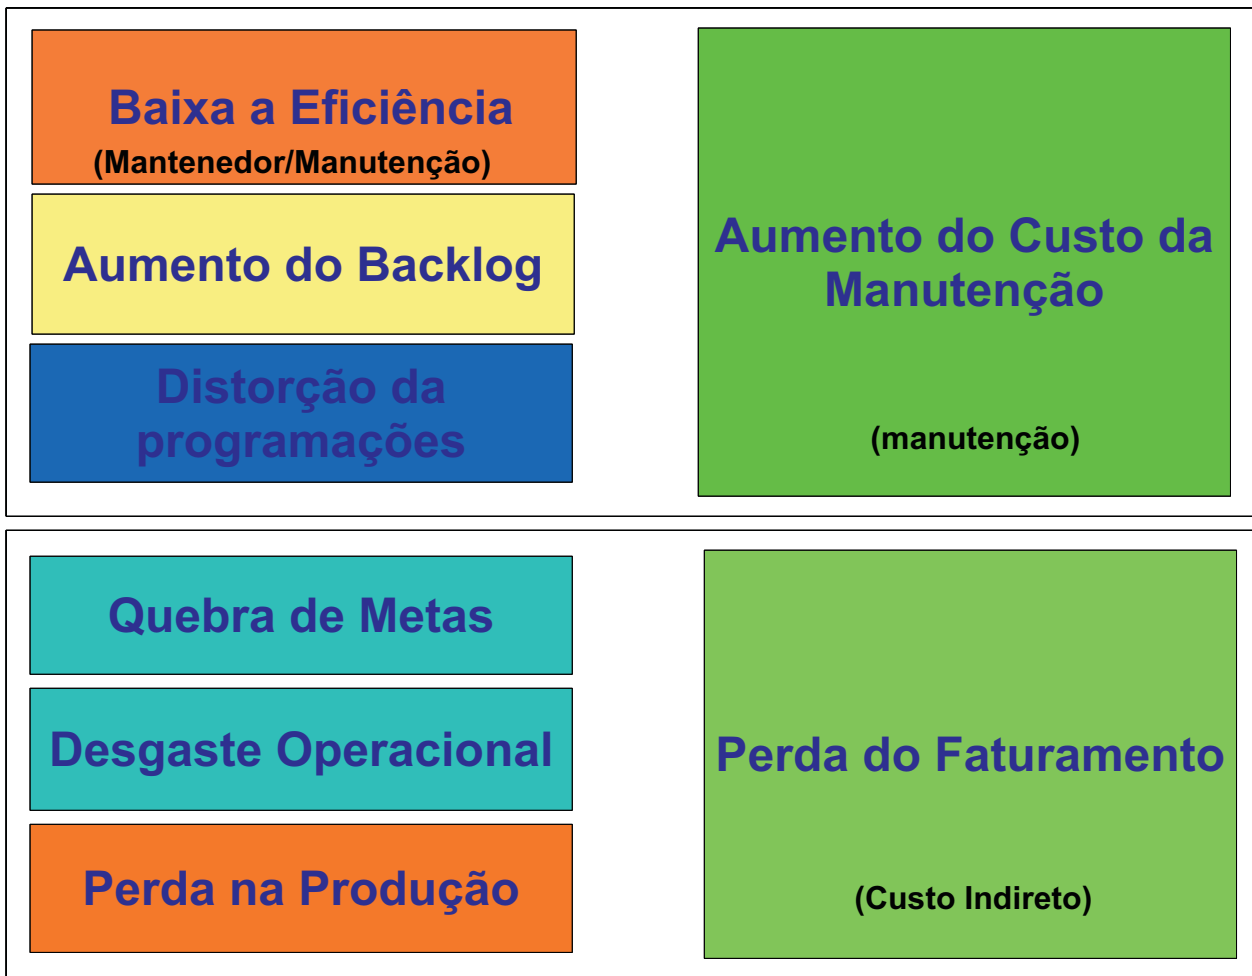 Baixa a Eficiência
(Mantenedor/Manutenção)
Aumento do Backlog
Distorção da
programações
Aumento do Custo da
Manutenção
(manutenção)
Quebra de Metas
Desgaste Operacional
Perda na Produção
Perda do Faturamento
(Custo Indireto)